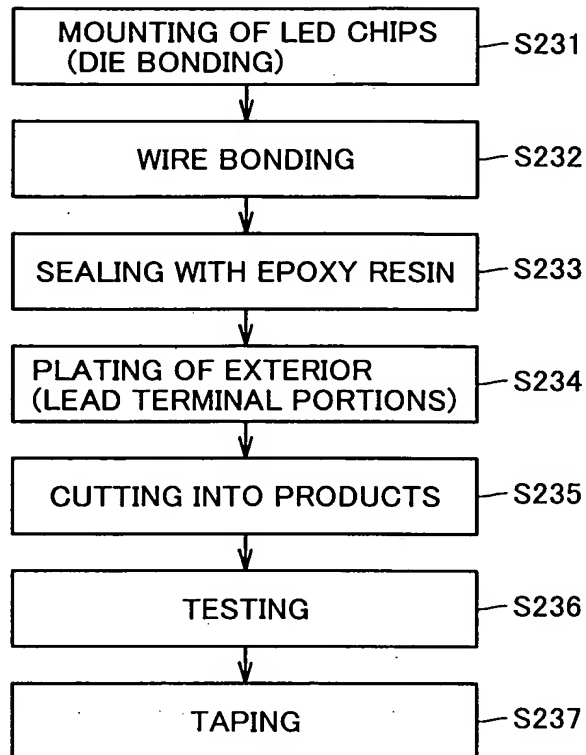 MOUNTING OF LED CHIPS
(DIE BONDING)
S231
WIRE BONDING
S232
SEALING WITH EPOXY RESIN
S233
PLATING OF EXTERIOR
(LEAD TERMINAL PORTIONS)
S234
CUTTING INTO PRODUCTS
S235
TESTING
S236
TAPING
S237